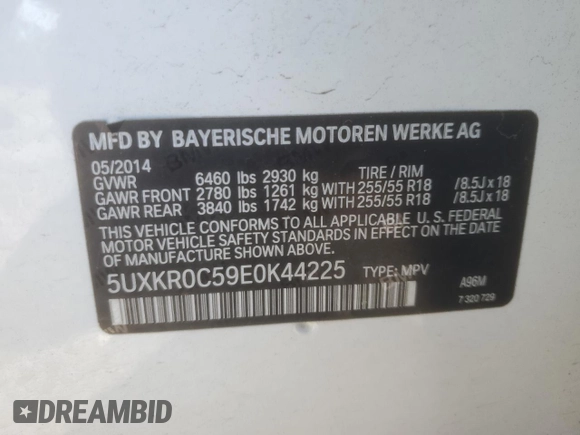 MFD BY BAYERISCHE MOTOREN WERKE AG
05/2014
GVWR 6460 lbs 2930 kg TIRE / RIM
GAWR FRONT 2780 lbs 1261 kg WITH 255/55 R18 /8.5J x 18
GAWR REAR 3840 lbs 1742 kg WITH 255/55 R18 /8.5J x 18
THIS VEHICLE CONFORMS TO ALL APPLICABLE U. S. FEDERAL
MOTOR VEHICLE SAFETY AND THEFT PREVENTION STANDARDS
IN EFFECT ON THE DATE OF MANUFACTURE
SHOWN ABOVE.
5UXKR0C59E0K44225 TYPE: MPV
A96M
7 320 729
DREAMBID